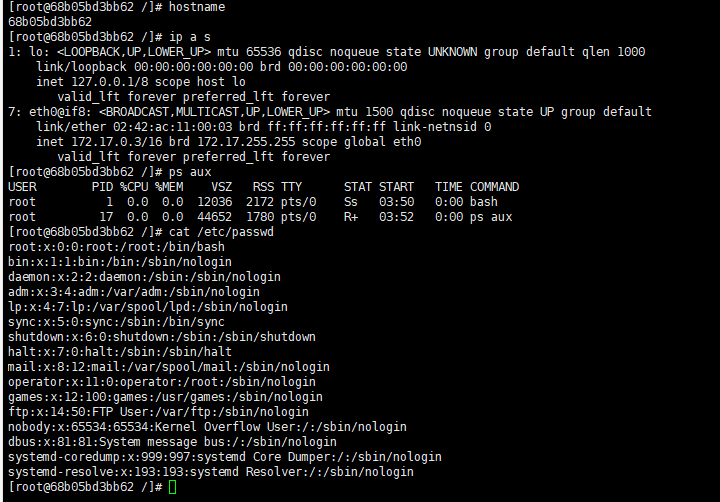 [root@68b05bd3bb62 /]# hostname
68b05bd3bb62
[root@68b05bd3bb62 /]# ip a s
1: lo: <LOOPBACK,UP,LOWER_UP> mtu 65536 qdisc noqueue state UNKNOWN group default qlen 1000
    link/loopback 00:00:00:00:00:00 brd 00:00:00:00:00:00
    inet 127.0.0.1/8 scope host lo
       valid_lft forever preferred_lft forever
7: eth0@if8: <BROADCAST,MULTICAST,UP,LOWER_UP> mtu 1500 qdisc noqueue state UP group default
    link/ether 02:42:ac:11:00:03 brd ff:ff:ff:ff:ff:ff link-netnsid 0
    inet 172.17.0.3/16 brd 172.17.255.255 scope global eth0
       valid_lft forever preferred_lft forever
[root@68b05bd3bb62 /]# ps aux
USER        PID %CPU %MEM    VSZ   RSS TTY      STAT START   TIME COMMAND
root          1  0.0  0.0  12036  2172 pts/0    Ss   03:50   0:00 bash
root         17  0.0  0.0  44652  1780 pts/0    R+   03:52   0:00 ps aux
[root@68b05bd3bb62 /]# cat /etc/passwd
root:x:0:0:root:/root:/bin/bash
bin:x:1:1:bin:/bin:/sbin/nologin
daemon:x:2:2:daemon:/sbin:/sbin/nologin
adm:x:3:4:adm:/var/adm:/sbin/nologin
lp:x:4:7:lp:/var/spool/lpd:/sbin/nologin
sync:x:5:0:sync:/sbin:/bin/sync
shutdown:x:6:0:shutdown:/sbin:/sbin/shutdown
halt:x:7:0:halt:/sbin:/sbin/halt
mail:x:8:12:mail:/var/spool/mail:/sbin/nologin
operator:x:11:0:operator:/root:/sbin/nologin
games:x:12:100:games:/usr/games:/sbin/nologin
ftp:x:14:50:FTP User:/var/ftp:/sbin/nologin
nobody:x:65534:65534:Kernel Overflow User:/:/sbin/nologin
dbus:x:81:81:System message bus:/:/sbin/nologin
systemd-coredump:x:999:997:systemd Core Dumper:/:/sbin/nologin
systemd-resolve:x:193:193:systemd Resolver:/:/sbin/nologin
[root@68b05bd3bb62 /]#